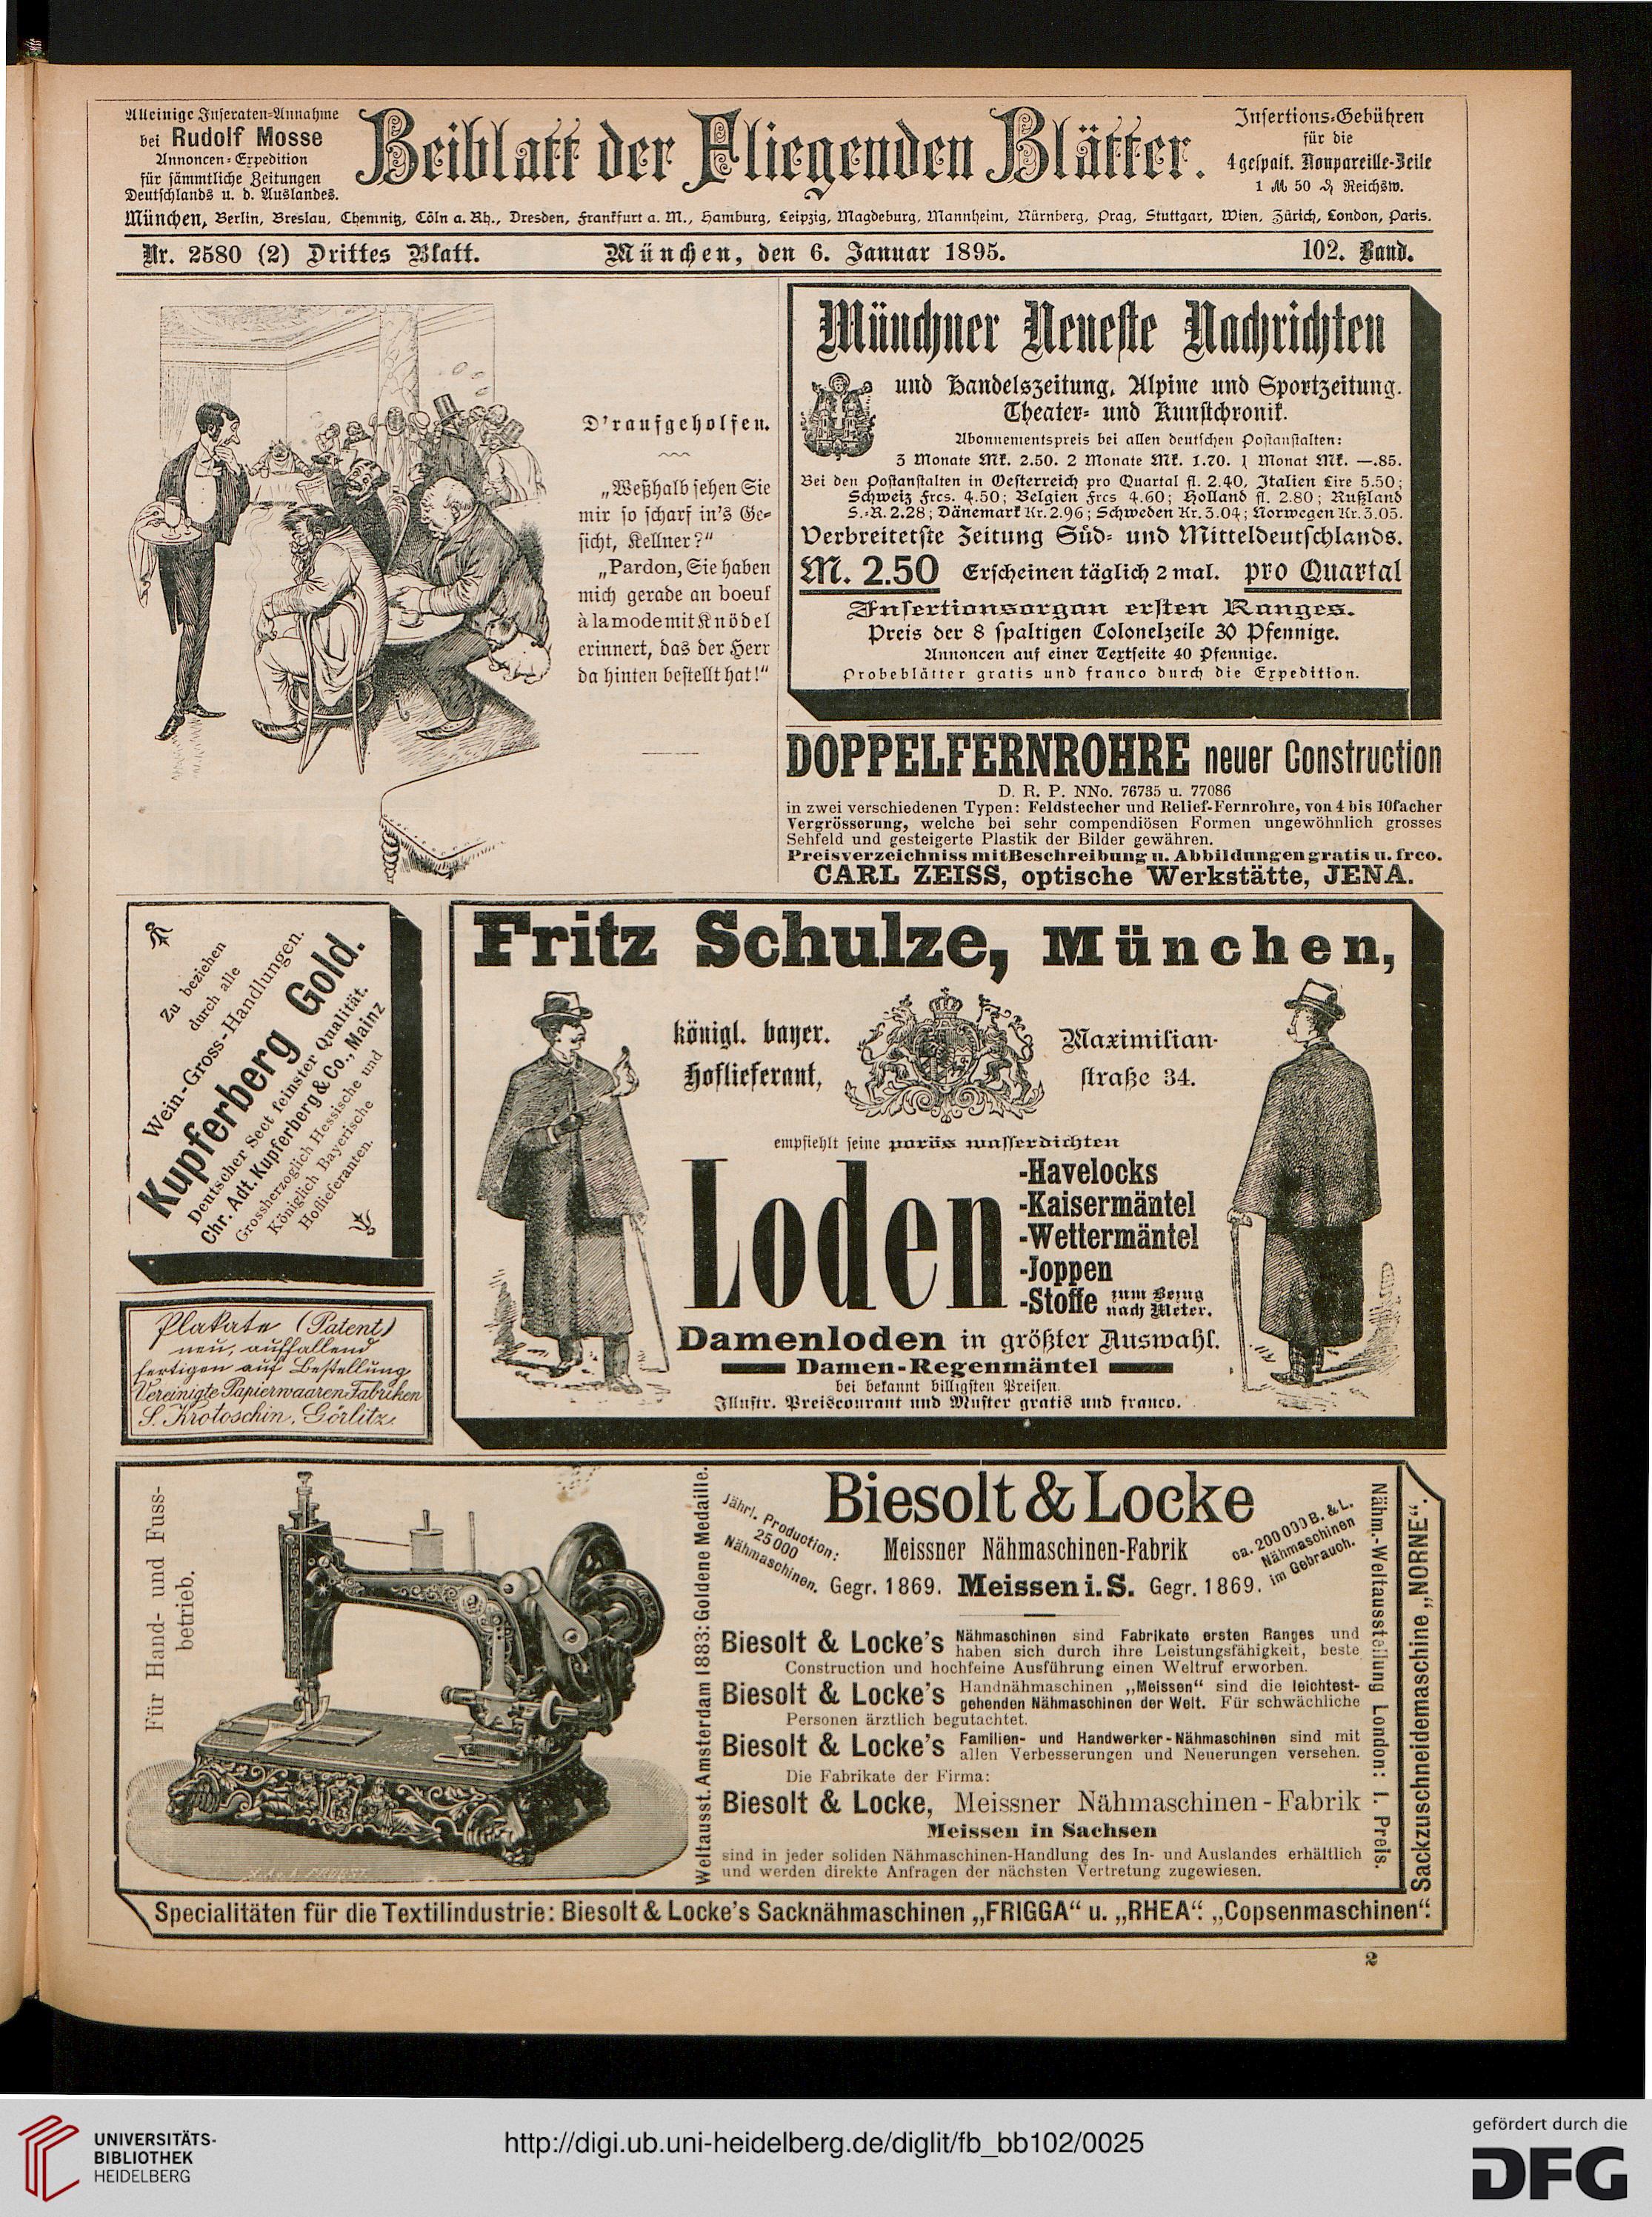 Alleinige Inseraten-Annahme
bei Rudolf Mosse
Annoncen-Expedition
für sämmtliche Zeitungen
Deutschlands u. d. Auslandes.
Beiblatt der Fliegenden Blätter.
Insertions-Gebühren
für die
4 gespalt. Nonpareille-Zeile
1 ℳ 50 ₰ Reichsw.
München, Berlin, Breslau, Chemnitz, Cöln a. Rh., Dresden, Frankfurt a. M., Hamburg, Leipzig, Magdeburg, Mannheim, Nürnberg, Prag, Stuttgart, Wien, Zürich, London, Paris.
Nr. 2580 (2) Drittes Blatt. München, den 6. Januar 1895. 102. Band.
D'raufgeholfen.
„Weßhalb sehen Sie
mir so scharf in's Ge-
sicht, Kellner?"
„Pardon, Sie haben
mich gerade an boeuf
à la mode mit Knödel
erinnert, das der Herr
da hinten bestellt hat!"
Münchner Neueste Nachrichten
und Handelszeitung, Alpine und Sportzeitung.
Theater- und Kunstchronik.
Abonnementspreis bei allen deutschen Postanstalten:
3 Monate Mk. 2.50. 2 Monate Mk. 1.70. 1 Monat Mk. —.85.
Bei den Postanstalten in Oesterreich pro Quartal fl. 2.40, Italien Lire 5.50;
Schweiz Frcs. 4.50; Belgien Frcs 4.60; Holland fl. 2.80; Rußland
S.-R. 2.28; Dänemark Kr. 2.96; Schweden Kr. 3.04; Norwegen Kr. 3.05.
Verbreitetste Zeitung Süd- und Mitteldeutschlands.
M. 2.50 Erscheinen täglich 2 mal. pro Quartal
Insertionsorgan ersten Ranges.
Preis der 8 spaltigen Colonelzeile 30 Pfennige.
Annoncen auf einer Textseite 40 Pfennige.
Probeblätter gratis und franco durch die Expedition.
DOPPELFERNROHRE neuer Construction
D. R. P. NNo. 76735 u. 77086
in zwei verschiedenen Typen: Feldstecher und Relief-Fernrohre, von 4 bis 10facher
Vergrösserung, welche bei sehr compendiösen Formen ungewöhnlich grosses
Sehfeld und gesteigerte Plastik der Bilder gewähren.
Preisverzeichniss mit Beschreibung u. Abbildungen gratis u. frco.
CARL ZEISS, optische Werkstätte, JENA.
Zu beziehen
durch alle
Wein-Gross-Handlungen.
Kupferberg Gold.
Deutscher Sect feinster Qualität.
Chr. Adt. Kupferberg & Co., Mainz
Grossherzoglich Hessische und
Königlich Bayerische
Hoflieferanten.
Plakate (Patent)
neu, auffallend
fertigen auf Bestellung
Vereinigte Papierwaaren-Fabriken
S. Krotoschin, Görlitz.
Fritz Schulze, München,
königl. bayer.
Hoflieferant,
Maximilian-
straße 34.
empfiehlt seine porös wasserdichten
Loden
-Havelocks
-Kaisermäntel
-Wettermäntel
-Joppen
-Stoffe zum Bezug
nach Meter.
Damenloden in größter Auswahl.
Damen-Regenmäntel
bei bekannt billigsten Preisen.
Illustr. Preiscourant und Muster gratis und franco.
Für Hand- und Fuss-
betrieb.
Weltausst. Amsterdam 1883: Goldene Medaille.
Biesolt & Locke
Jährl. Production:
25 000
Nähmaschinen.
Meissner Nähmaschinen-Fabrik
ca. 200 000 B. & L.
Nähmaschinen
im Gebrauch.
Gegr. 1869. Meissen i. S. Gegr. 1869.
Biesolt & Locke's Nähmaschinen sind Fabrikate ersten Ranges und
haben sich durch ihre Leistungsfähigkeit, beste
Construction und hochfeine Ausführung einen Weltruf erworben.
Biesolt & Locke's Handnähmaschinen „Meissen" sind die leichtest-
gehenden Nähmaschinen der Welt. Für schwächliche
Personen ärztlich begutachtet.
Biesolt & Locke's Familien- und Handwerker-Nähmaschinen sind mit
allen Verbesserungen und Neuerungen versehen.
Die Fabrikate der Firma:
Biesolt & Locke, Meissner Nähmaschinen-Fabrik
Meissen in Sachsen
sind in jeder soliden Nähmaschinen-Handlung des In- und Auslandes erhältlich
und werden direkte Anfragen der nächsten Vertretung zugewiesen.
Nähm.-Weltausstellung London: I. Preis.
Sackzuschneidemaschine „NORNE".
Specialitäten für die Textilindustrie: Biesolt & Locke's Sacknähmaschinen „FRIGGA" u. „RHEA". „Copsenmaschinen".
2
UNIVERSITÄTS-
BIBLIOTHEK
HEIDELBERG
http://digi.ub.uni-heidelberg.de/diglit/fb_bb102/0025
gefördert durch die
DFG